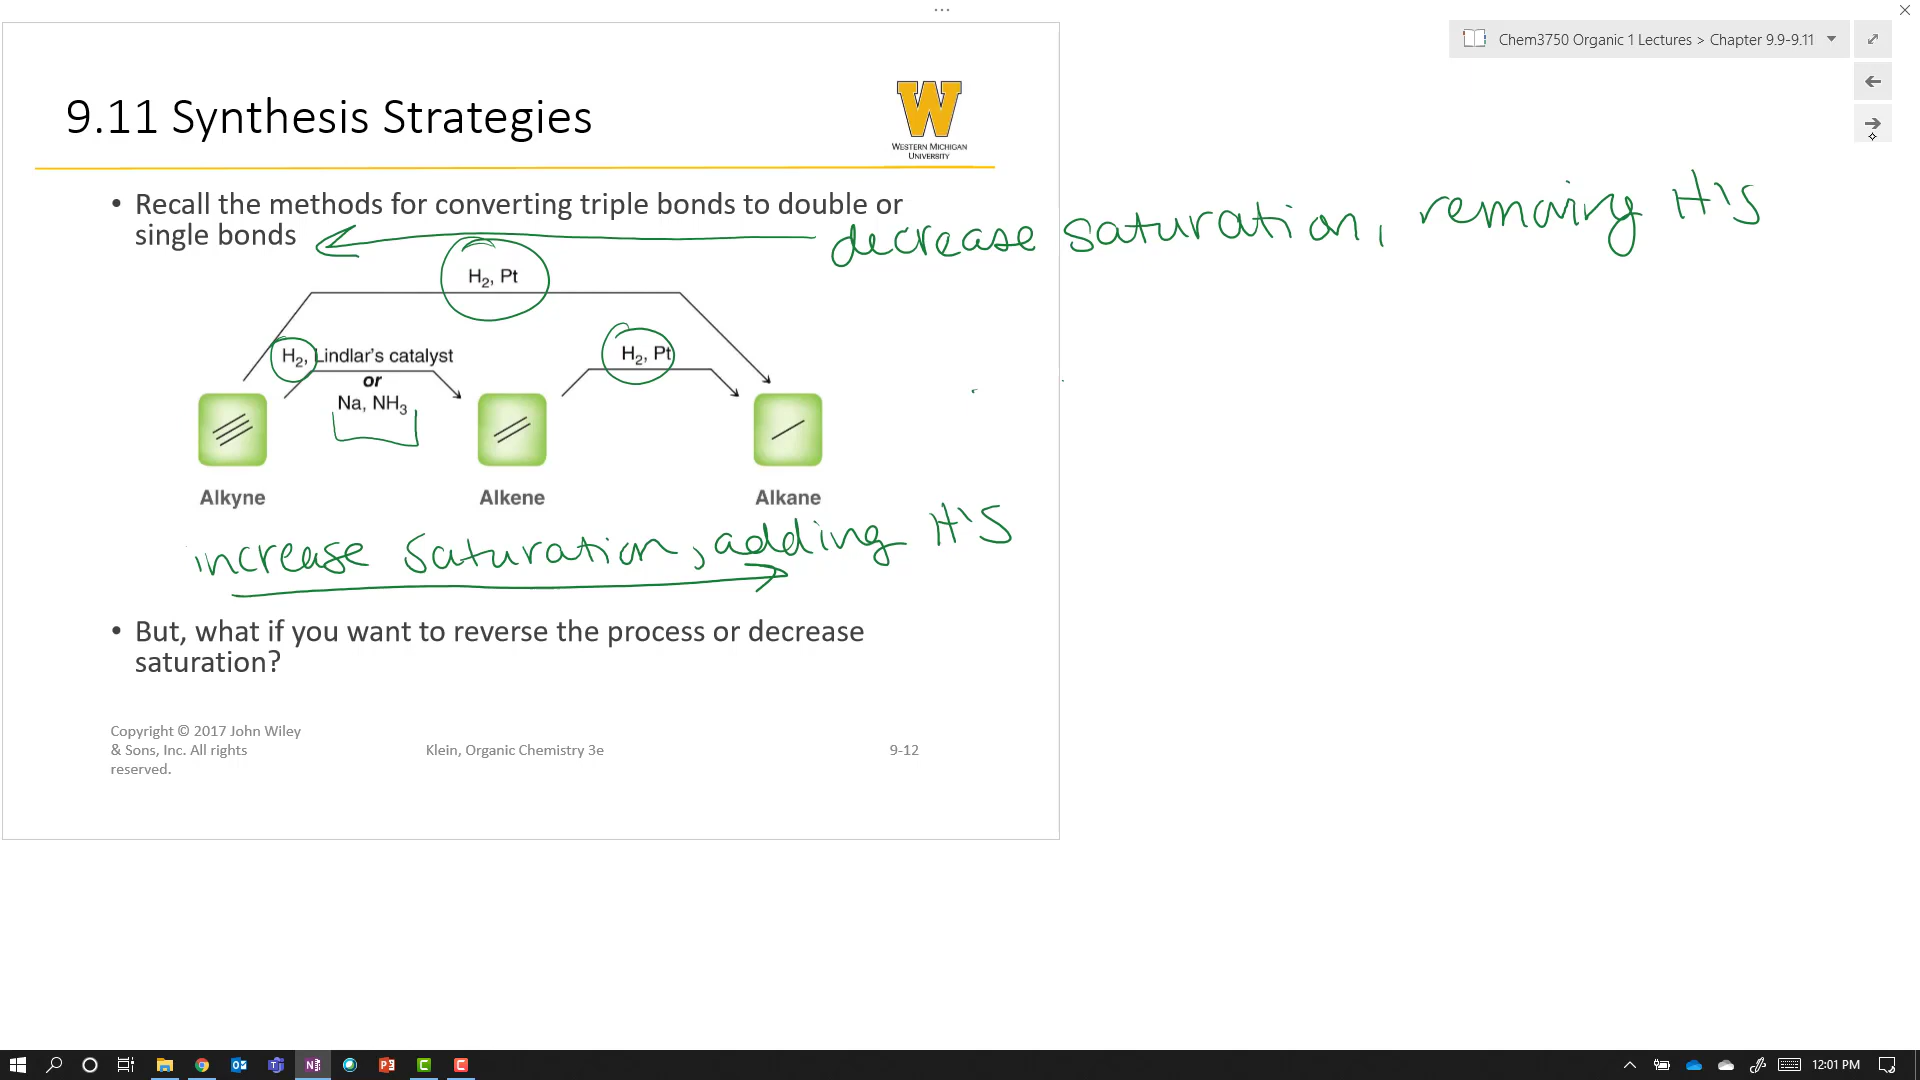 Chem3750 Organic 1 Lectures > Chapter 9.9-9.11
9.11 Synthesis Strategies
W
WESTERN MICHIGAN
UNIVERSITY
• Recall the methods for converting triple bonds to double or
single bonds
decrease saturation, removing H's
H₂, Pt
H₂, Lindlar's catalyst
or
Na, NH₃
H₂, Pt
Alkyne
Alkene
Alkane
increase saturation, adding H's
• But, what if you want to reverse the process or decrease
saturation?
Copyright © 2017 John Wiley
& Sons, Inc. All rights
reserved.
Klein, Organic Chemistry 3e
9-12
12:01 PM